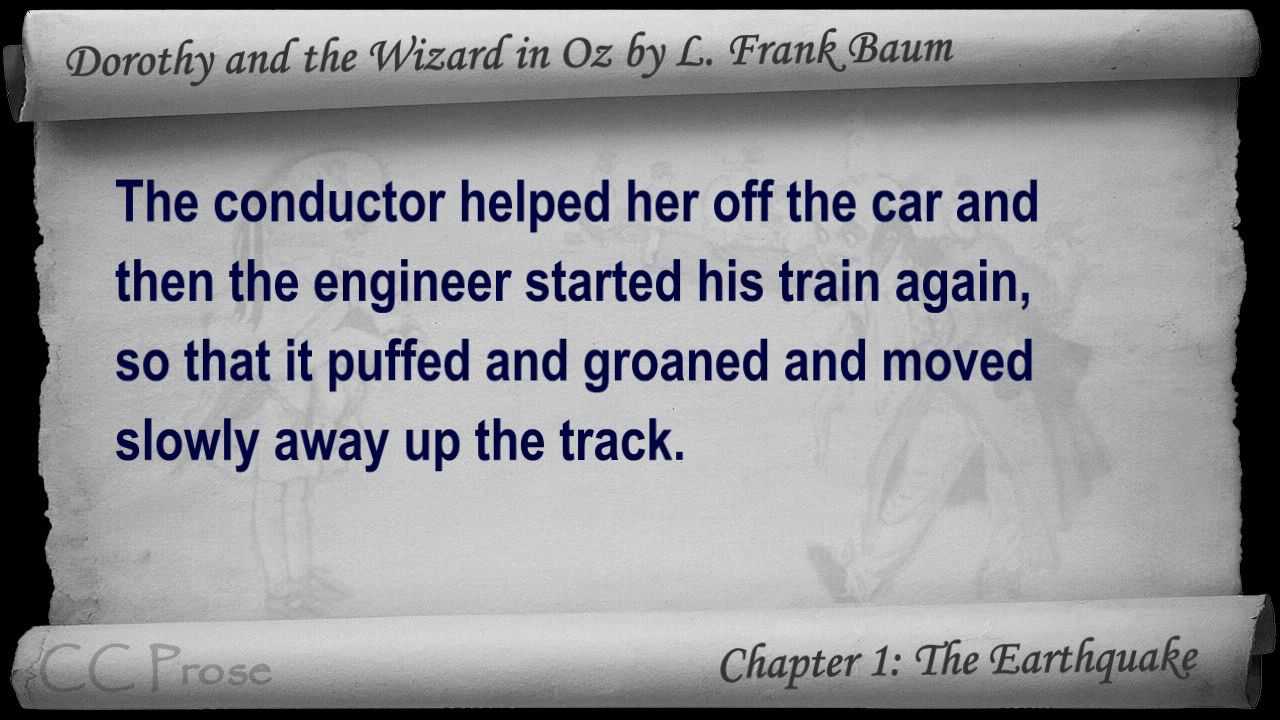 Dorothy and the Wizard in Oz by L. Frank Baum
The conductor helped her off the car and
then the engineer started his train again,
so that it puffed and groaned and moved
slowly away up the track.
CC Prose
Chapter 1: The Earthquake